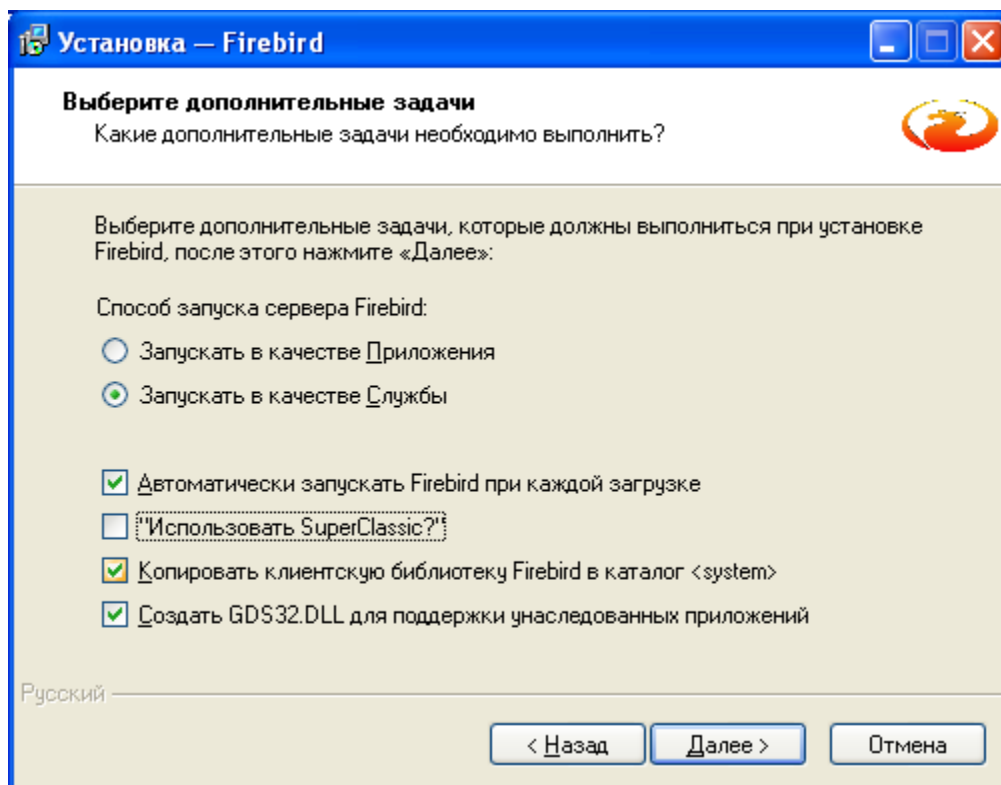 Установка — Firebird
Выберите дополнительные задачи
Какие дополнительные задачи необходимо выполнить?
Выберите дополнительные задачи, которые должны выполниться при установке
Firebird, после этого нажмите «Далее»:
Способ запуска сервера Firebird:
Запускать в качестве Приложения
Запускать в качестве Службы
Автоматически запускать Firebird при каждой загрузке
"Использовать SuperClassic?"
Копировать клиентскую библиотеку Firebird в каталог <system>
Создать GDS32.DLL для поддержки унаследованных приложений
Русский
< Назад
Далее >
Отмена